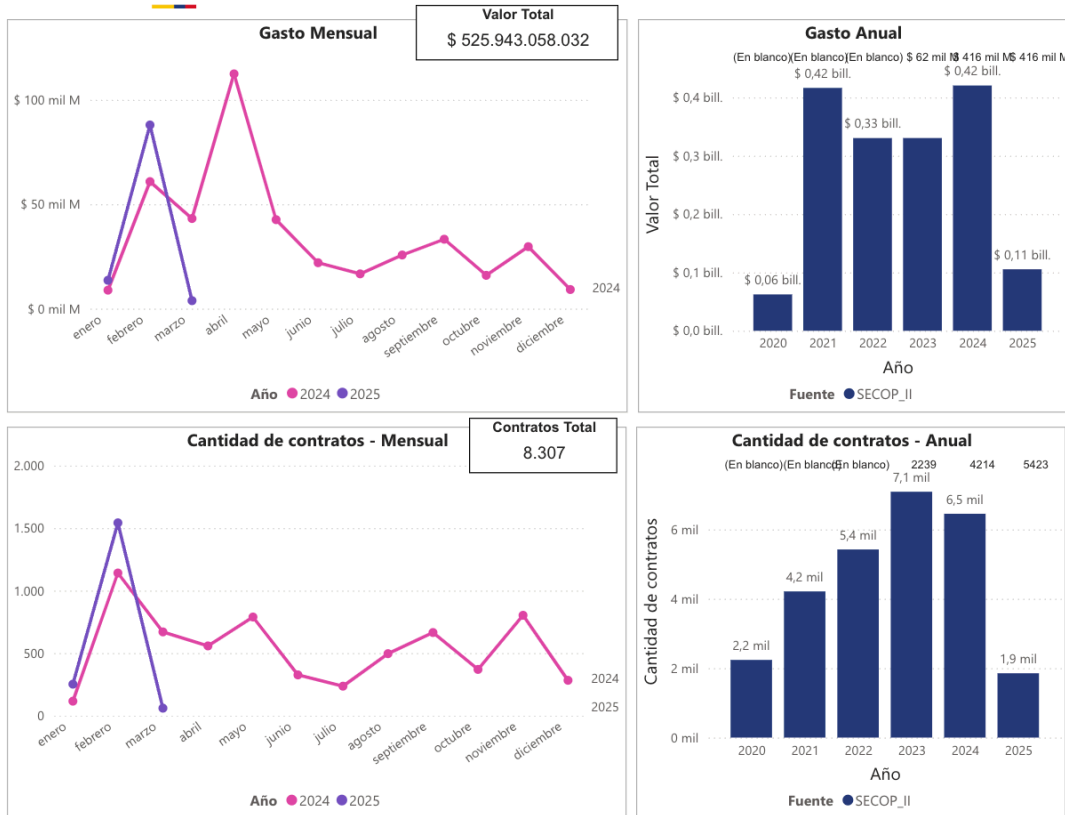 Gasto Mensual
Valor Total
$ 525.943.058.032
$ 100 mil M
$ 50 mil M
$ 0 mil M
enero
febrero
marzo
abril
mayo
junio
julio
agosto
septiembre
octubre
noviembre
diciembre
2024
Año 2024 2025
Gasto Anual
(En blanco) (En blanco) (En blanco) $ 62 mil M $ 416 mil M $ 416 mil M
$ 0,42 bill. $ 0,42 bill.
$ 0,33 bill.
$ 0,06 bill. $ 0,11 bill.
Valor Total
$ 0,4 bill.
$ 0,3 bill.
$ 0,2 bill.
$ 0,1 bill.
$ 0,0 bill.
2020 2021 2022 2023 2024 2025
Año
Fuente SECOP_II
Cantidad de contratos - Mensual
Contratos Total
8.307
2.000
1.500
1.000
500
0
enero
febrero
marzo
abril
mayo
junio
julio
agosto
septiembre
octubre
noviembre
diciembre
2024
2025
Año 2024 2025
Cantidad de contratos - Anual
(En blanco) (En blanco) (En blanco) 2239 4214 5423
7,1 mil
6,5 mil
5,4 mil
4,2 mil
2,2 mil
1,9 mil
Cantidad de contratos
6 mil
4 mil
2 mil
0 mil
2020 2021 2022 2023 2024 2025
Año
Fuente SECOP_II